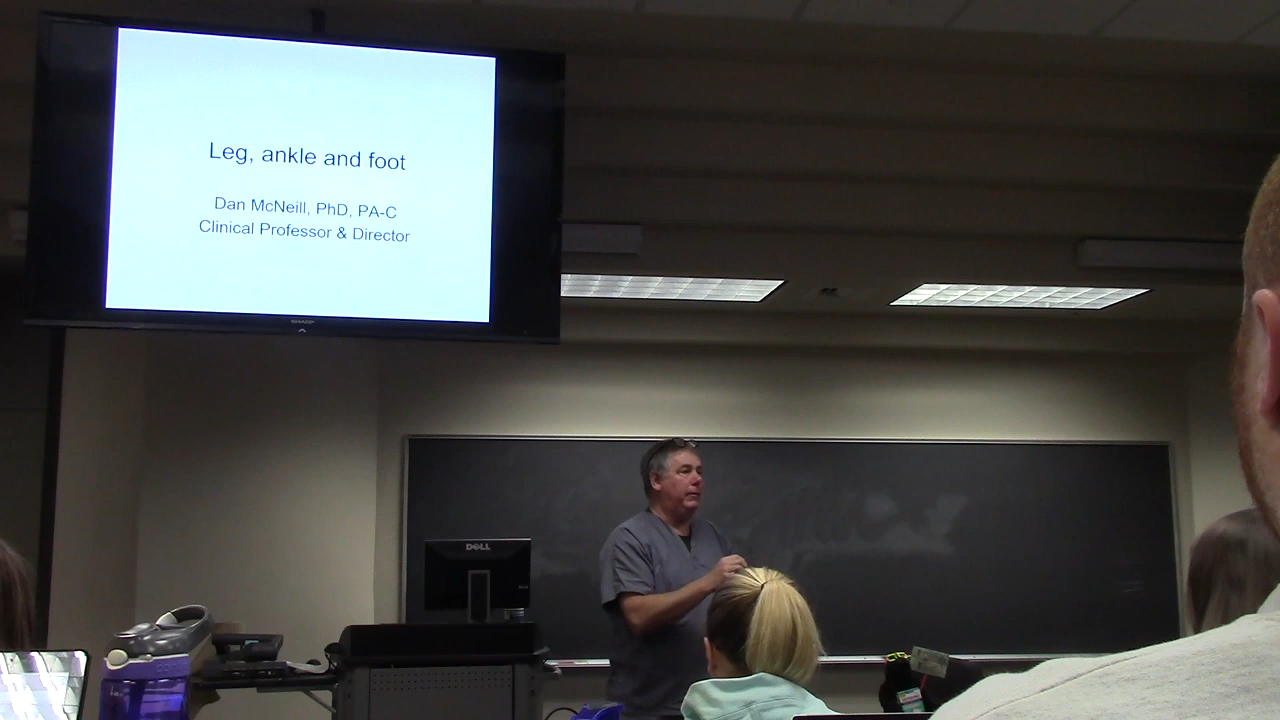 Leg, ankle and foot
Dan McNeill, PhD, PA-C
Clinical Professor & Director
SHARP
DELL